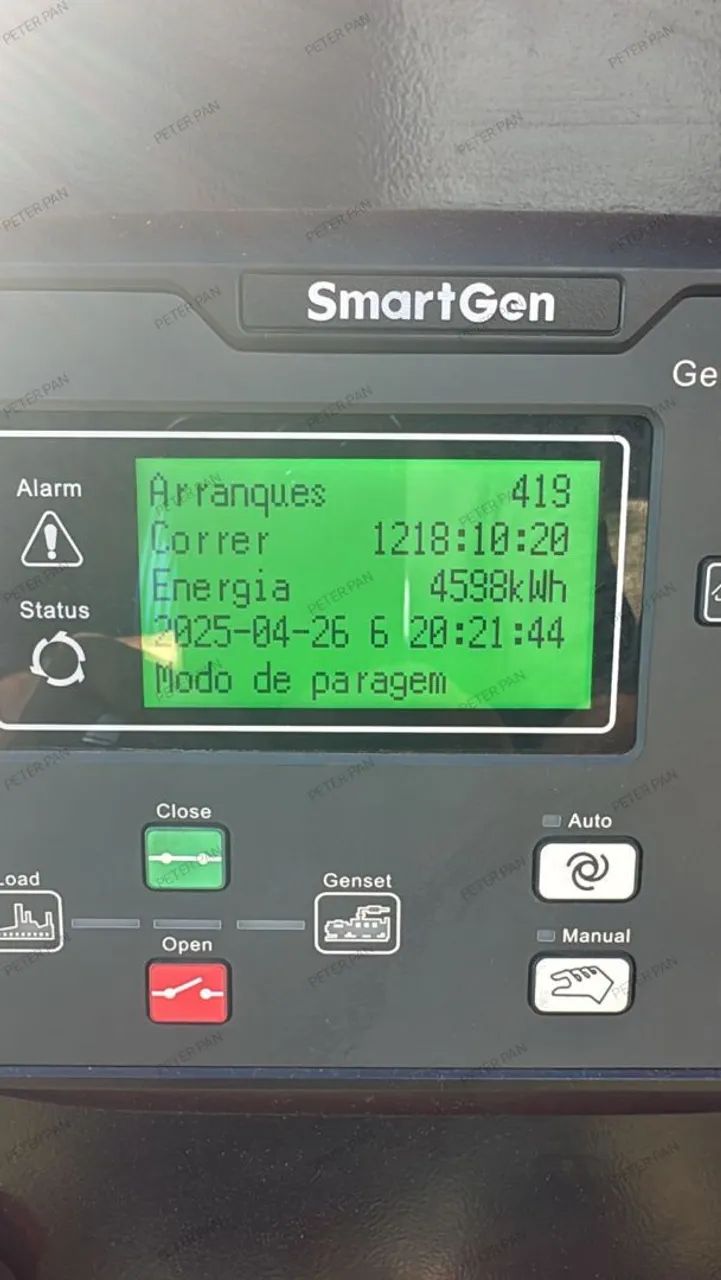 SmartGen
Ge
Alarm
Arranques 419
Correr 1218:10:20
Status
Energia 4598kWh
2025-04-26 6 20:21:44
Modo de paragem
Close
Auto
Load
Genset
Open
Manual
PETER PAN